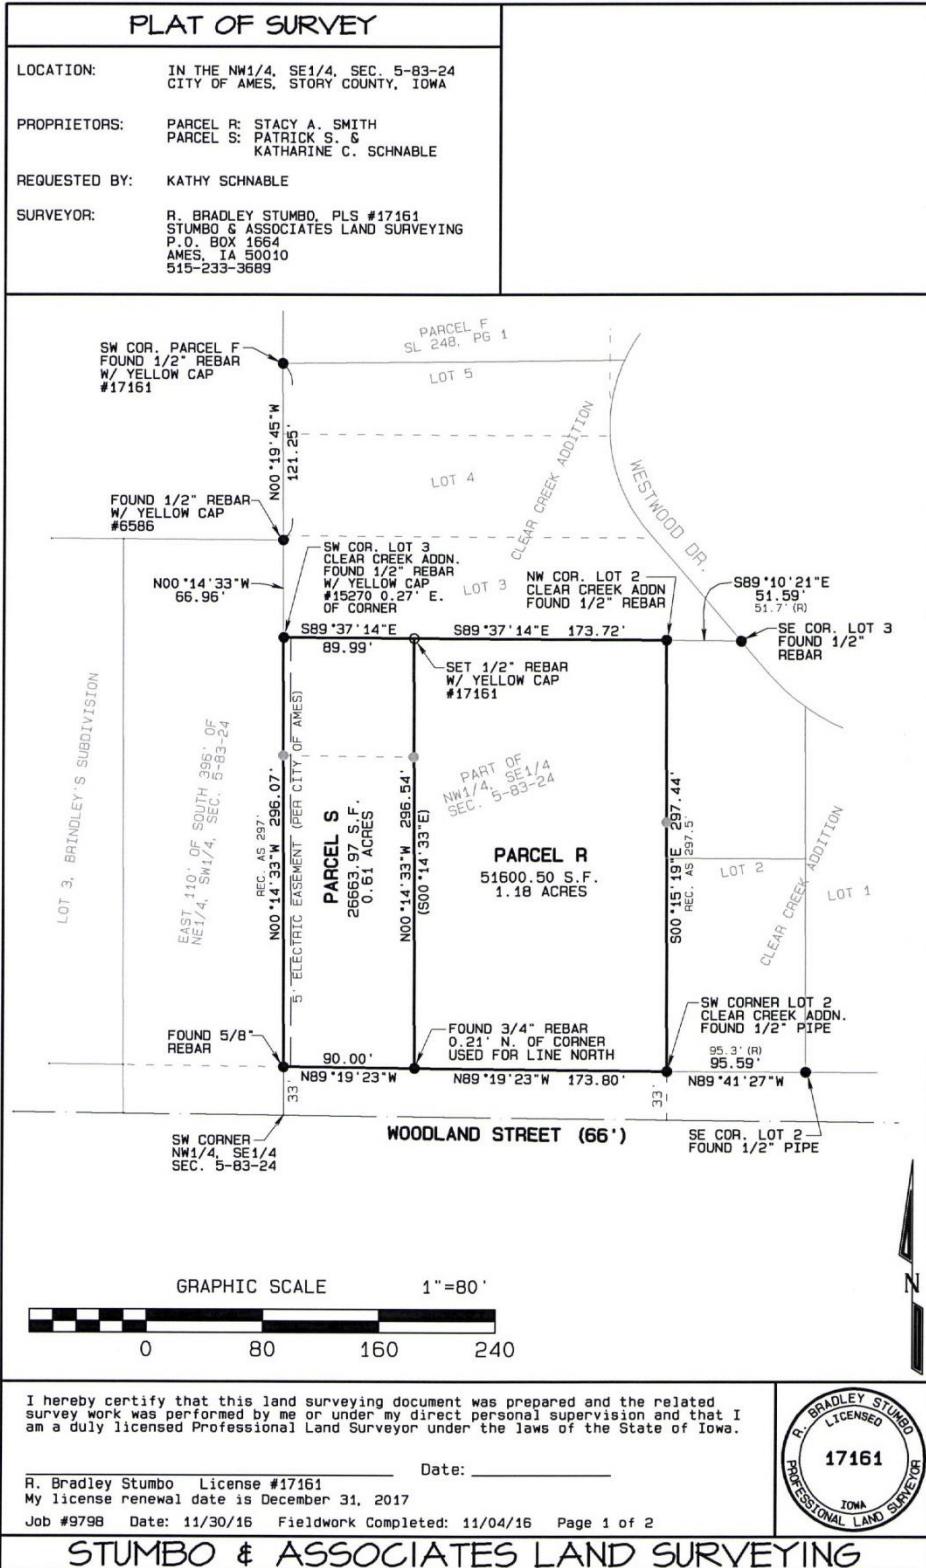 PLAT OF SURVEY
LOCATION: IN THE NW1/4, SE1/4, SEC. 5-83-24
CITY OF AMES, STORY COUNTY, IOWA
PROPRIETORS: PARCEL R: STACY A. SMITH
PARCEL S: PATRICK S. &
KATHARINE C. SCHNABLE
REQUESTED BY: KATHY SCHNABLE
SURVEYOR: R. BRADLEY STUMBO, PLS #17161
STUMBO & ASSOCIATES LAND SURVEYING
P.O. BOX 1664
AMES, IA 50010
515-233-3689
PARCEL F
SL 248, PG 1
SW COR. PARCEL F
FOUND 1/2" REBAR
W/ YELLOW CAP
#17161
LOT 5
N00°19'45"W
121.25'
CLEAR CREEK ADDITION
WESTWOOD DR.
LOT 4
FOUND 1/2" REBAR
W/ YELLOW CAP
#6586
SW COR. LOT 3
CLEAR CREEK ADDN.
FOUND 1/2" REBAR
W/ YELLOW CAP
#15270 0.27' E.
OF CORNER
LOT 3
NW COR. LOT 2
CLEAR CREEK ADDN
FOUND 1/2" REBAR
N00°14'33"W
66.96'
S89°10'21"E
51.59'
51.7' (R)
SE COR. LOT 3
FOUND 1/2"
REBAR
S89°37'14"E
89.99'
S89°37'14"E 173.72'
SET 1/2" REBAR
W/ YELLOW CAP
#17161
LOT 3, BRINDLEY'S SUBDIVISION
EAST 110' OF SOUTH 396' OF
NE1/4, SW1/4, SEC. 5-83-24
REC. AS 297'
N00°14'33"W 296.07'
5' ELECTRIC EASEMENT (PER CITY OF AMES)
PARCEL S
26663.97 S.F.
0.61 ACRES
N00°14'33"W 296.54'
(S00°14'33"E)
PART OF
NW1/4, SE1/4
SEC. 5-83-24
PARCEL R
51600.50 S.F.
1.18 ACRES
S00°15'19"E 297.44'
REC. AS 297.5'
LOT 2
CLEAR CREEK ADDITION
LOT 1
FOUND 5/8"
REBAR
FOUND 3/4" REBAR
0.21' N. OF CORNER
USED FOR LINE NORTH
SW CORNER LOT 2
CLEAR CREEK ADDN.
FOUND 1/2" PIPE
90.00'
N89°19'23"W
N89°19'23"W 173.80'
95.3' (R)
95.59'
N89°41'27"W
33'
33'
SW CORNER
NW1/4, SE1/4
SEC. 5-83-24
WOODLAND STREET (66')
SE COR. LOT 2
FOUND 1/2" PIPE
N
GRAPHIC SCALE 1"=80'
0 80 160 240
I hereby certify that this land surveying document was prepared and the related
survey work was performed by me or under my direct personal supervision and that I
am a duly licensed Professional Land Surveyor under the laws of the State of Iowa.
Date:
R. Bradley Stumbo License #17161
My license renewal date is December 31, 2017
Job #9798 Date: 11/30/16 Fieldwork Completed: 11/04/16 Page 1 of 2
R. BRADLEY STUMBO
LICENSED
17161
IOWA
PROFESSIONAL LAND SURVEYOR
STUMBO & ASSOCIATES LAND SURVEYING